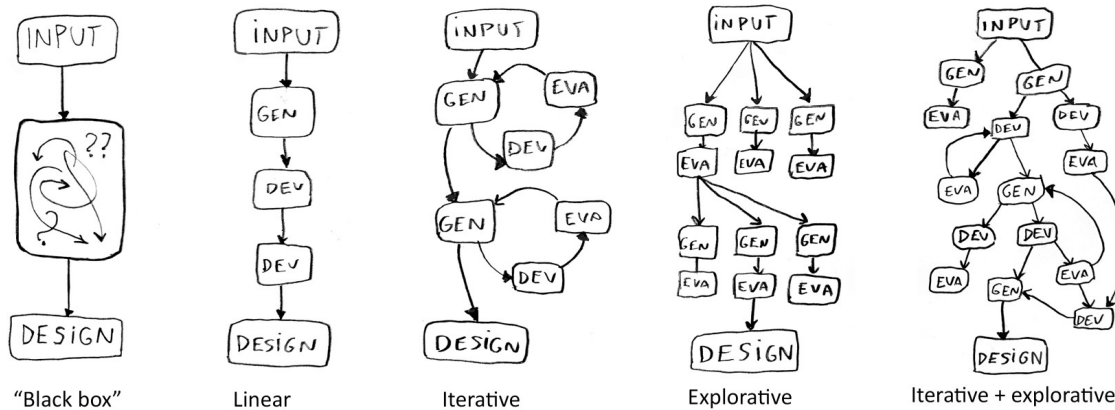 INPUT
??
?
DESIGN
"Black box"
INPUT
GEN
DEV
DEV
DESIGN
Linear
INPUT
GEN
EVA
DEV
GEN
EVA
DEV
DESIGN
Iterative
INPUT
GEN
GEN
GEN
EVA
EVA
EVA
GEN
GEN
GEN
EVA
EVA
EVA
DESIGN
Explorative
INPUT
GEN
GEN
EVA
DEV
DEV
EVA
EVA
GEN
DEV
DEV
EVA
EVA
GEN
DEV
DESIGN
Iterative + explorative